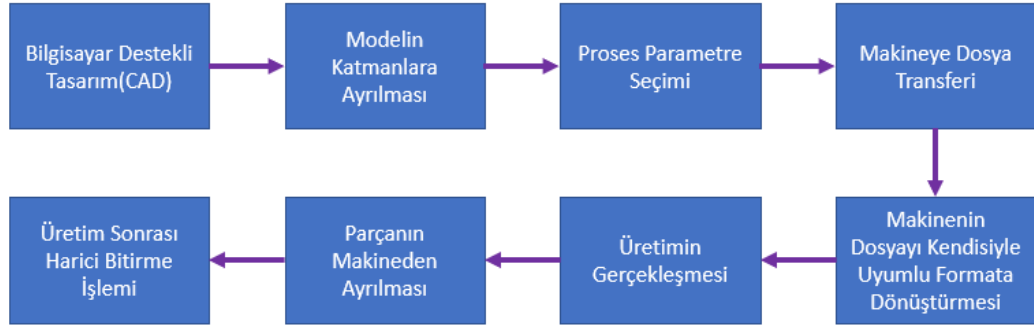 Bilgisayar Destekli
Tasarım(CAD)
Modelin
Katmanlara
Ayrılması
Proses Parametre
Seçimi
Makineye Dosya
Transferi
Makinenin
Dosyayı Kendisiyle
Uyumlu Formata
Dönüştürmesi
Üretimin
Gerçekleşmesi
Parçanın
Makineden
Ayrılması
Üretim Sonrası
Harici Bitirme
İşlemi